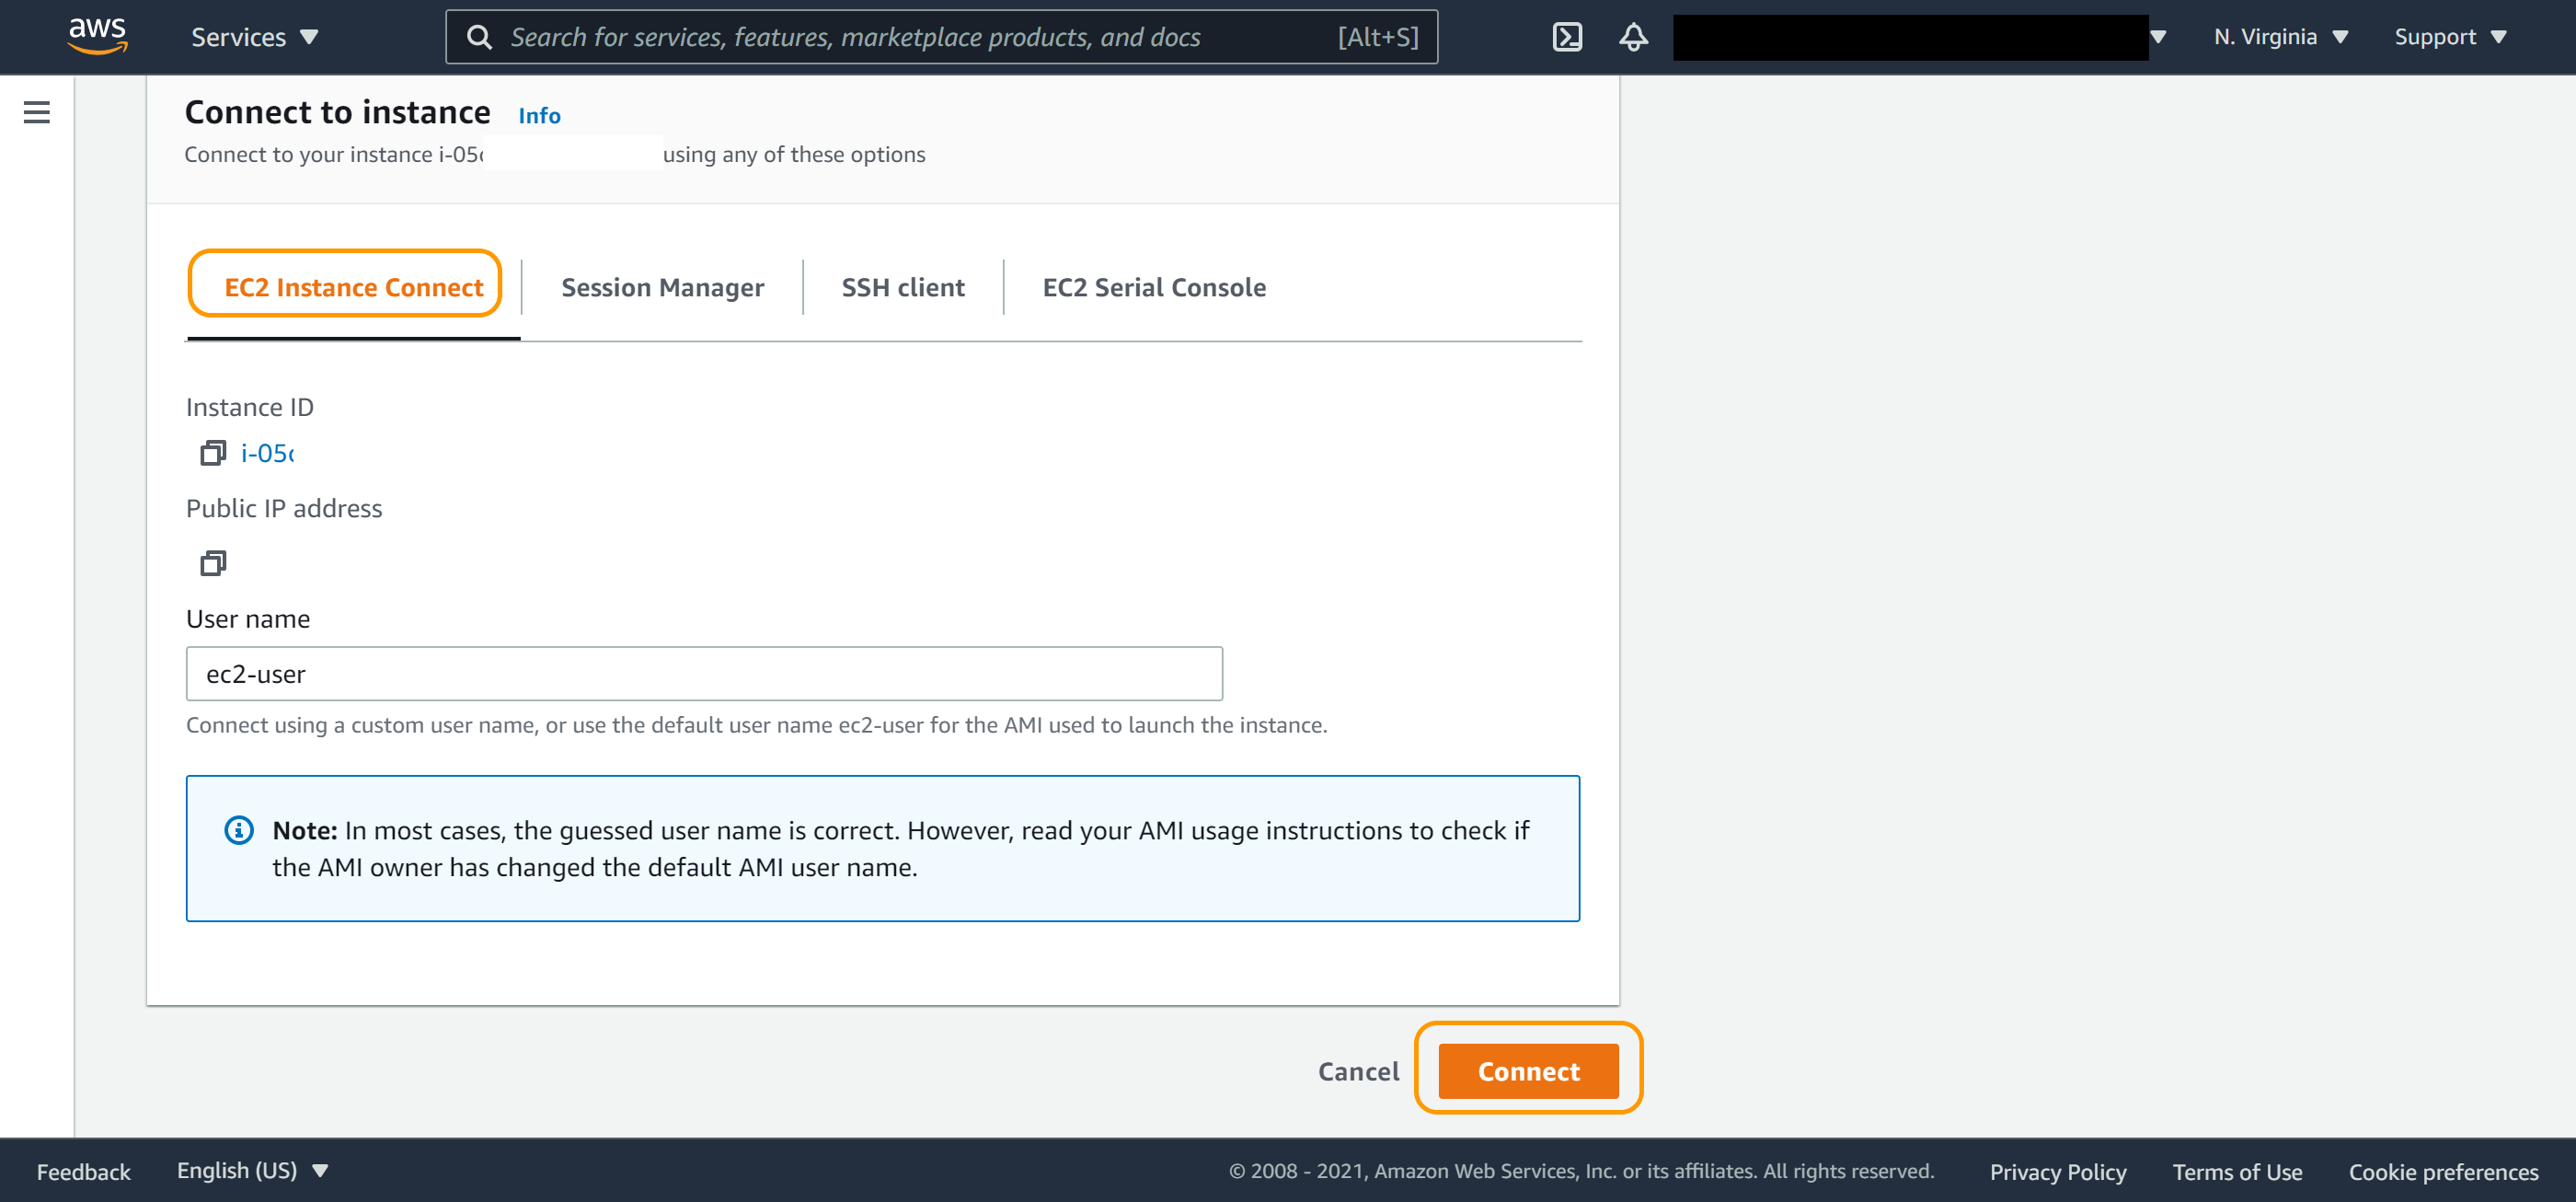 aws
Services
Search for services, features, marketplace products, and docs [Alt+S]
N. Virginia
Support
Connect to instance Info
Connect to your instance i-05 using any of these options
EC2 Instance Connect
Session Manager
SSH client
EC2 Serial Console
Instance ID
i-05
Public IP address
User name
ec2-user
Connect using a custom user name, or use the default user name ec2-user for the AMI used to launch the instance.
Note: In most cases, the guessed user name is correct. However, read your AMI usage instructions to check if
the AMI owner has changed the default AMI user name.
Cancel
Connect
Feedback
English (US)
© 2008 - 2021, Amazon Web Services, Inc. or its affiliates. All rights reserved.
Privacy Policy
Terms of Use
Cookie preferences